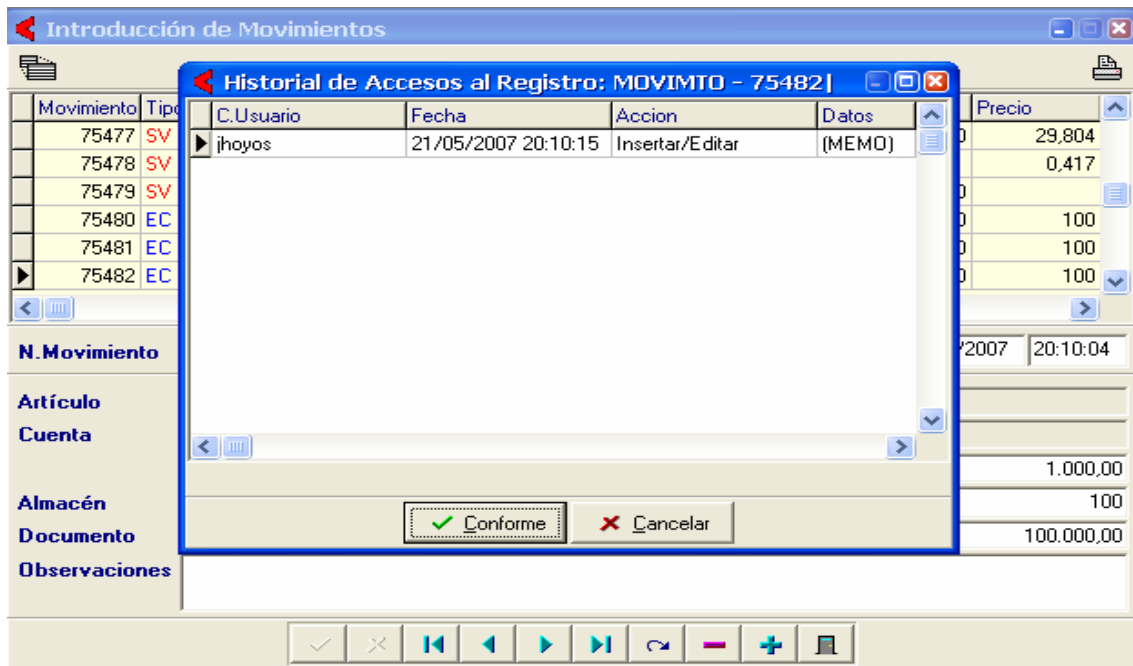 Introducción de Movimientos
Historial de Accesos al Registro: MOVIMTO - 75482|
Movimiento Tipo Precio
C.Usuario Fecha Accion Datos
jhoyos 21/05/2007 20:10:15 Insertar/Editar (MEMO)
75477 SV 29,804
75478 SV 0,417
75479 SV
75480 EC 100
75481 EC 100
75482 EC 100
N.Movimiento /2007 20:10:04
Artículo
Cuenta
1.000,00
Almacén 100
Documento 100.000,00
Observaciones
Conforme Cancelar